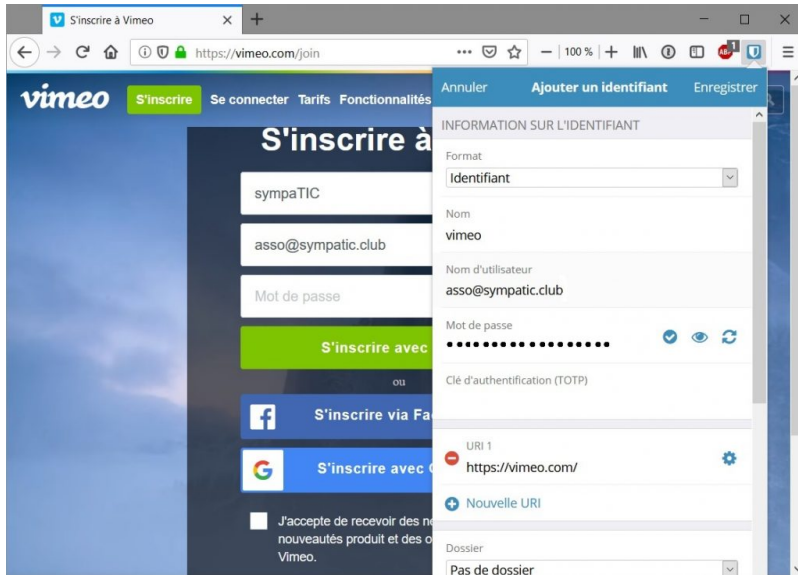 S'inscrire à Vimeo
https://vimeo.com/join
100 %
ABP 1
vimeo
S'inscrire Se connecter Tarifs Fonctionnalités
S'inscrire à
sympaTIC
asso@sympatic.club
Mot de passe
S'inscrire avec
ou
S'inscrire via Fa
S'inscrire avec
J'accepte de recevoir des
nouveautés produit et des o
Vimeo.
Annuler Ajouter un identifiant Enregistrer
INFORMATION SUR L'IDENTIFIANT
Format
Identifiant
Nom
vimeo
Nom d'utilisateur
asso@sympatic.club
Mot de passe
Clé d'authentification (TOTP)
URI 1
https://vimeo.com/
Nouvelle URI
Dossier
Pas de dossier